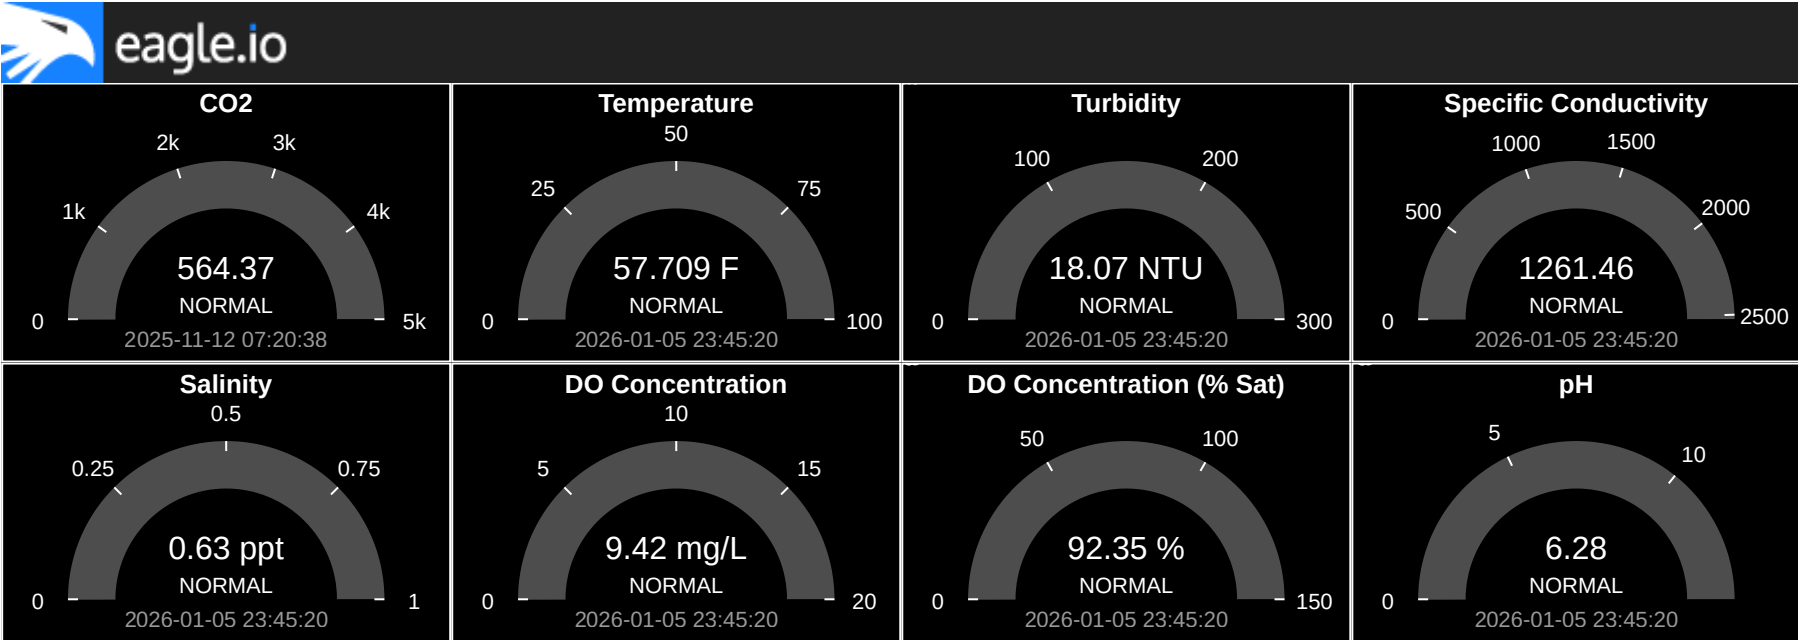 eagle.io
CO2
2k
3k
1k
4k
564.37
NORMAL
0
5k
2025-11-12 07:20:38
Temperature
50
25
75
57.709 F
NORMAL
0
100
2026-01-05 23:45:20
Turbidity
100
200
18.07 NTU
NORMAL
0
300
2026-01-05 23:45:20
Specific Conductivity
1000
1500
500
2000
1261.46
NORMAL
0
2500
2026-01-05 23:45:20
Salinity
0.5
0.25
0.75
0.63 ppt
NORMAL
0
1
2026-01-05 23:45:20
DO Concentration
10
5
15
9.42 mg/L
NORMAL
0
20
2026-01-05 23:45:20
DO Concentration (% Sat)
50
100
92.35 %
NORMAL
0
150
2026-01-05 23:45:20
pH
5
10
6.28
NORMAL
0
2026-01-05 23:45:20